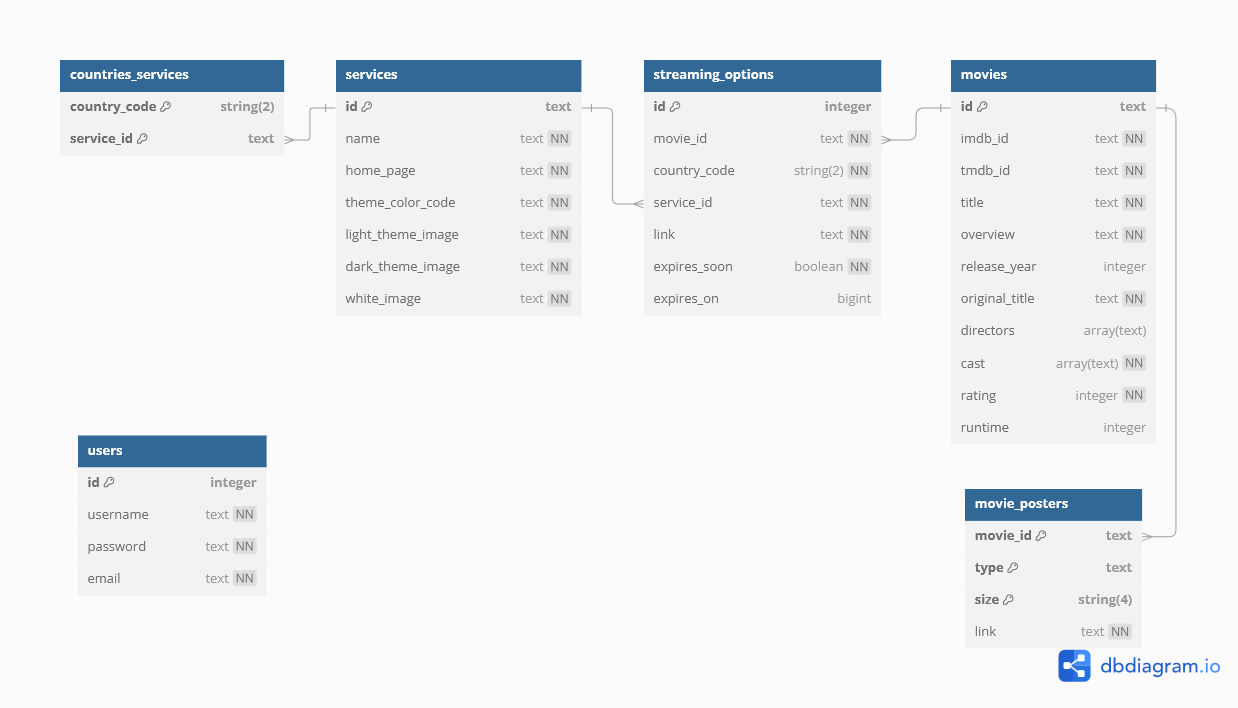 countries_services
country_code string(2)
service_id text
services
id text
name text NN
home_page text NN
theme_color_code text NN
light_theme_image text NN
dark_theme_image text NN
white_image text NN
streaming_options
id integer
movie_id text NN
country_code string(2) NN
service_id text NN
link text NN
expires_soon boolean NN
expires_on bigint
movies
id text
imdb_id text NN
tmdb_id text NN
title text NN
overview text NN
release_year integer
original_title text NN
directors array(text)
cast array(text) NN
rating integer NN
runtime integer
users
id integer
username text NN
password text NN
email text NN
movie_posters
movie_id text
type text
size string(4)
link text NN
dbdiagram.io